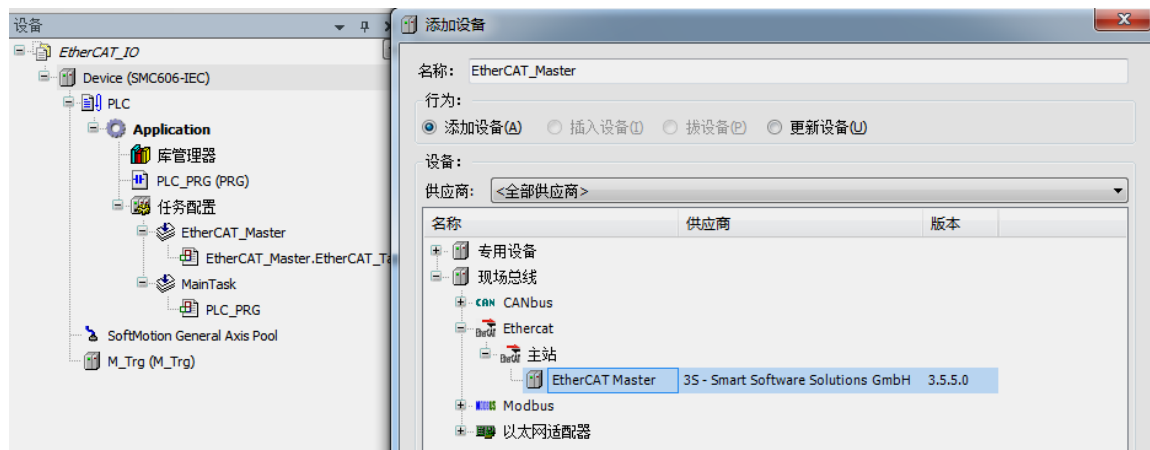 设备
EtherCAT_IO
Device (SMC606-IEC)
PLC
Application
库管理器
PLC_PRG (PRG)
任务配置
EtherCAT_Master
EtherCAT_Master.EtherCAT_Ta
MainTask
PLC_PRG
SoftMotion General Axis Pool
M_Trg (M_Trg)
添加设备
名称: EtherCAT_Master
行为:
添加设备(A) 插入设备(I) 拔设备(P) 更新设备(U)
设备:
供应商: <全部供应商>
名称 供应商 版本
专用设备
现场总线
CAN CANbus
EtherCAT Ethercat
EtherCAT 主站
EtherCAT Master 3S - Smart Software Solutions GmbH 3.5.5.0
MODBUS Modbus
以太网适配器